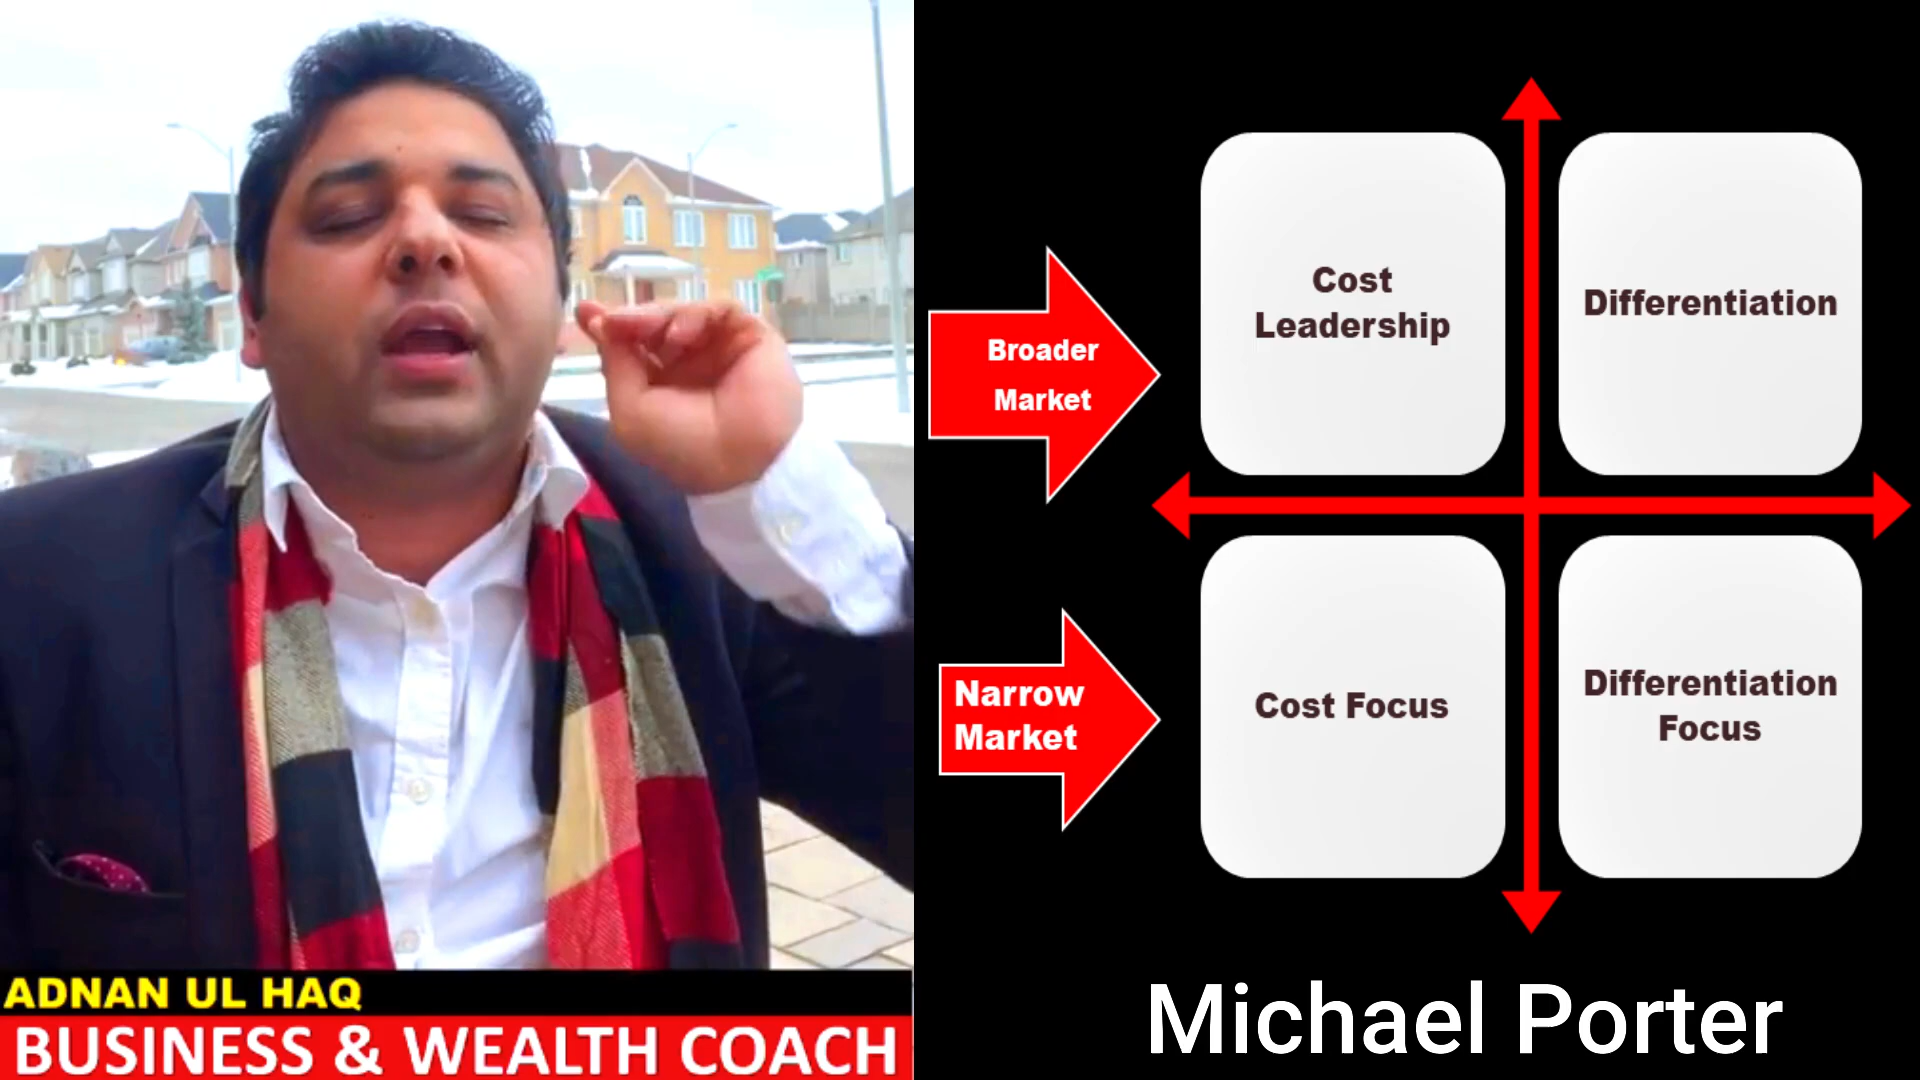 ADNAN UL HAQ
BUSINESS & WEALTH COACH
Broader
Market
Cost
Leadership
Differentiation
Narrow
Market
Cost Focus
Differentiation
Focus
Michael Porter